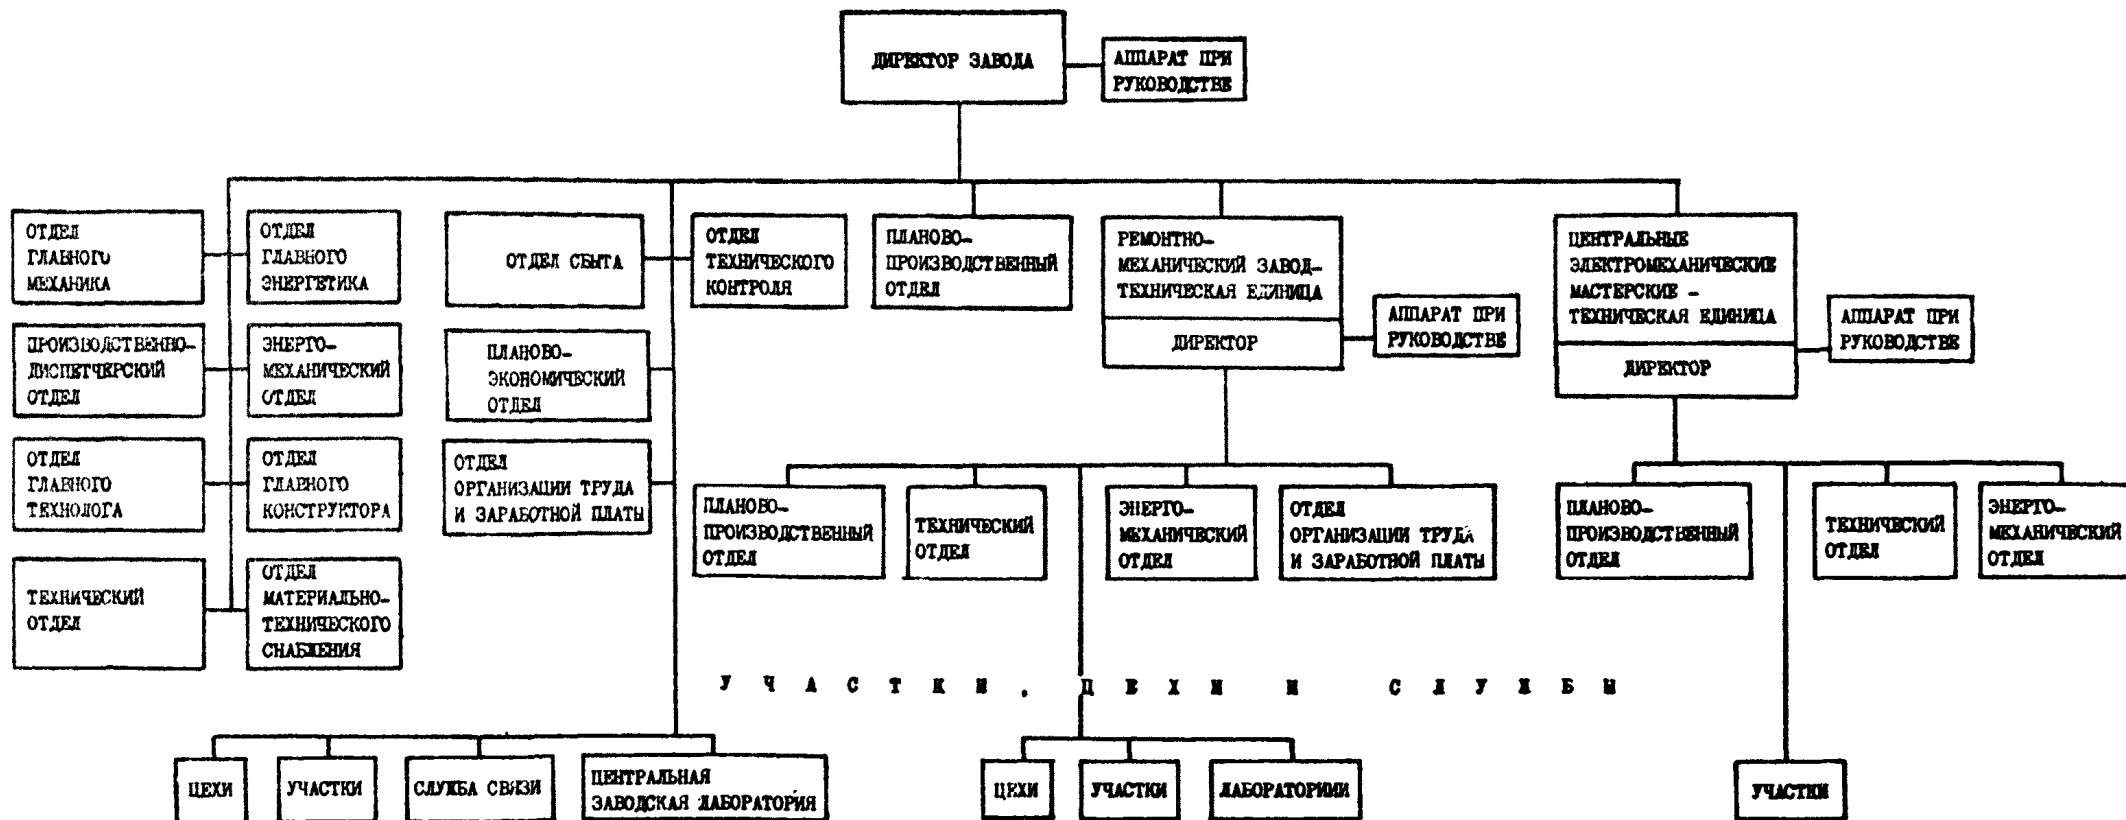 ДИРЕКТОР ЗАВОДА
АППАРАТ ПРИ
РУКОВОДСТВЕ
ОТДЕЛ
ГЛАВНОГО
МЕХАНИКА
ОТДЕЛ
ГЛАВНОГО
ЭНЕРГЕТИКА
ОТДЕЛ СБЫТА
ОТДЕЛ
ТЕХНИЧЕСКОГО
КОНТРОЛЯ
ПЛАНОВО-
ПРОИЗВОДСТВЕННЫЙ
ОТДЕЛ
РЕМОНТНО-
МЕХАНИЧЕСКИЙ ЗАВОД-
ТЕХНИЧЕСКАЯ ЕДИНИЦА
ДИРЕКТОР
АППАРАТ ПРИ
РУКОВОДСТВЕ
ЦЕНТРАЛЬНЫЕ
ЭЛЕКТРОМЕХАНИЧЕСКИЕ
МАСТЕРСКИЕ -
ТЕХНИЧЕСКАЯ ЕДИНИЦА
ДИРЕКТОР
АППАРАТ ПРИ
РУКОВОДСТВЕ
ПРОИЗВОДСТВЕННО-
ДИСПЕТЧЕРСКИЙ
ОТДЕЛ
ЭНЕРГО-
МЕХАНИЧЕСКИЙ
ОТДЕЛ
ПЛАНОВО-
ЭКОНОМИЧЕСКИЙ
ОТДЕЛ
ОТДЕЛ
ГЛАВНОГО
ТЕХНОЛОГА
ОТДЕЛ
ГЛАВНОГО
КОНСТРУКТОРА
ОТДЕЛ
ОРГАНИЗАЦИИ ТРУДА
И ЗАРАБОТНОЙ ПЛАТЫ
ПЛАНОВО-
ПРОИЗВОДСТВЕННЫЙ
ОТДЕЛ
ТЕХНИЧЕСКИЙ
ОТДЕЛ
ЭНЕРГО-
МЕХАНИЧЕСКИЙ
ОТДЕЛ
ОТДЕЛ
ОРГАНИЗАЦИИ ТРУДА
И ЗАРАБОТНОЙ ПЛАТЫ
ПЛАНОВО-
ПРОИЗВОДСТВЕННЫЙ
ОТДЕЛ
ТЕХНИЧЕСКИЙ
ОТДЕЛ
ЭНЕРГО-
МЕХАНИЧЕСКИЙ
ОТДЕЛ
ТЕХНИЧЕСКИЙ
ОТДЕЛ
ОТДЕЛ
МАТЕРИАЛЬНО-
ТЕХНИЧЕСКОГО
СНАБЖЕНИЯ
УЧАСТКИ, ЦЕХИ И СЛУЖБЫ
ЦЕХИ
УЧАСТКИ
СЛУЖБА СВЯЗИ
ЦЕНТРАЛЬНАЯ
ЗАВОДСКАЯ ЛАБОРАТОРИЯ
ЦЕХИ
УЧАСТКИ
ЛАБОРАТОРИИИ
УЧАСТКИ